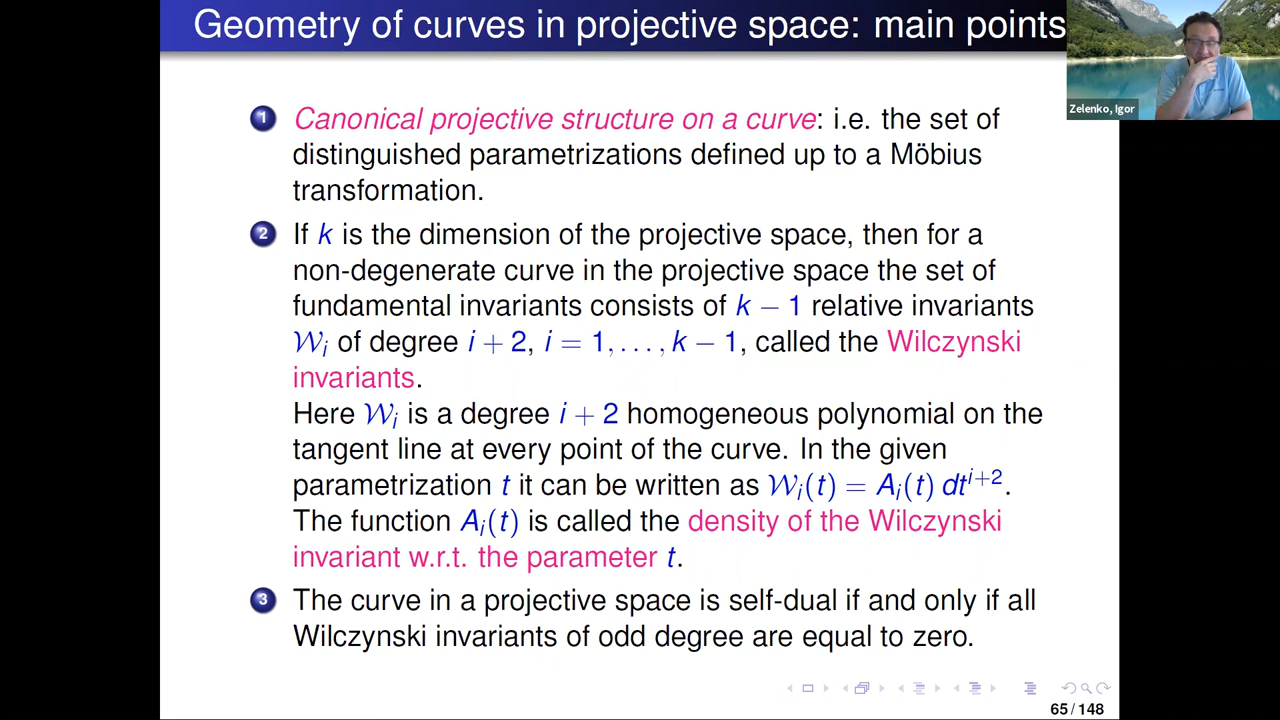 Geometry of curves in projective space: main points
Zelenko, Igor
1 Canonical projective structure on a curve: i.e. the set of
distinguished parametrizations defined up to a Möbius
transformation.
2 If k is the dimension of the projective space, then for a
non-degenerate curve in the projective space the set of
fundamental invariants consists of k − 1 relative invariants
𝒲ᵢ of degree i + 2, i = 1, . . . , k − 1, called the Wilczynski
invariants.
Here 𝒲ᵢ is a degree i + 2 homogeneous polynomial on the
tangent line at every point of the curve. In the given
parametrization t it can be written as 𝒲ᵢ(t) = Aᵢ(t) dtⁱ⁺².
The function Aᵢ(t) is called the density of the Wilczynski
invariant w.r.t. the parameter t.
3 The curve in a projective space is self-dual if and only if all
Wilczynski invariants of odd degree are equal to zero.
65 / 148